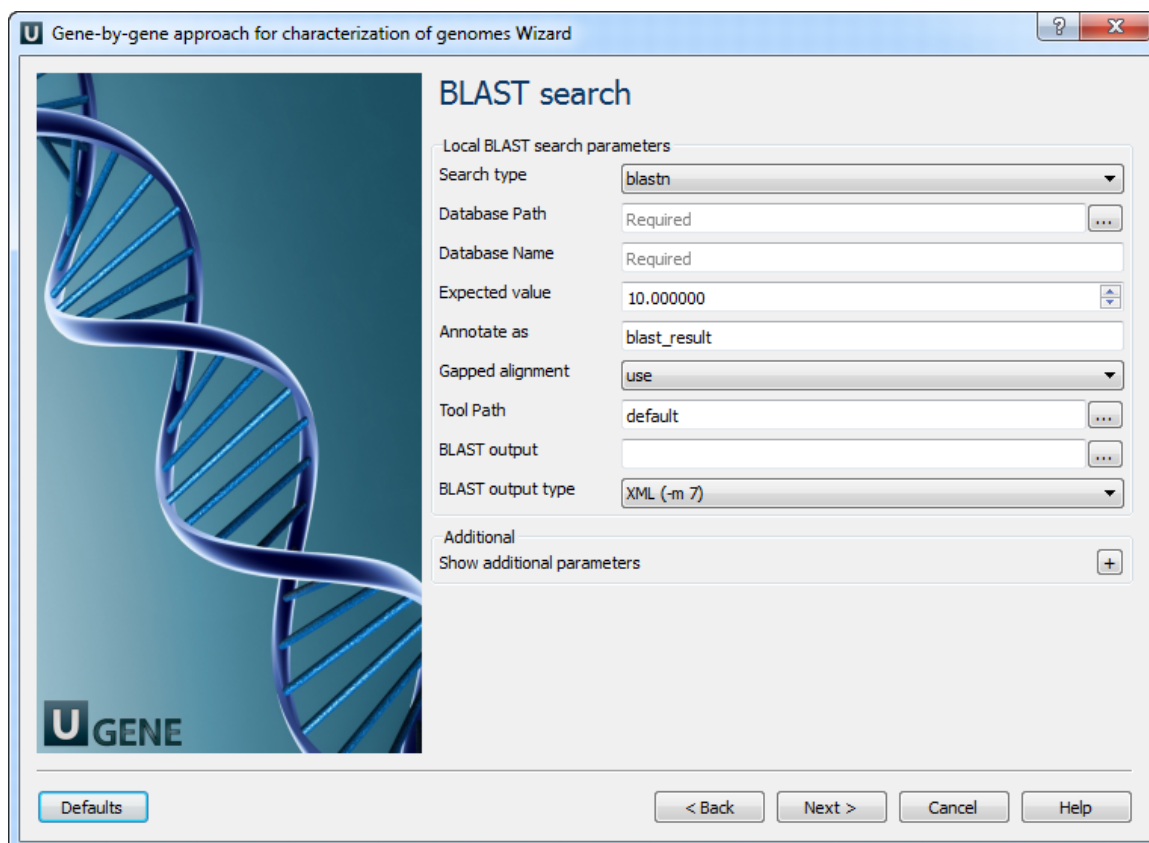 U Gene-by-gene approach for characterization of genomes Wizard
? X
BLAST search
Local BLAST search parameters
Search type blastn
Database Path Required ...
Database Name Required
Expected value 10.000000
Annotate as blast_result
Gapped alignment use
Tool Path default ...
BLAST output ...
BLAST output type XML (-m 7)
Additional
Show additional parameters +
U GENE
Defaults < Back Next > Cancel Help